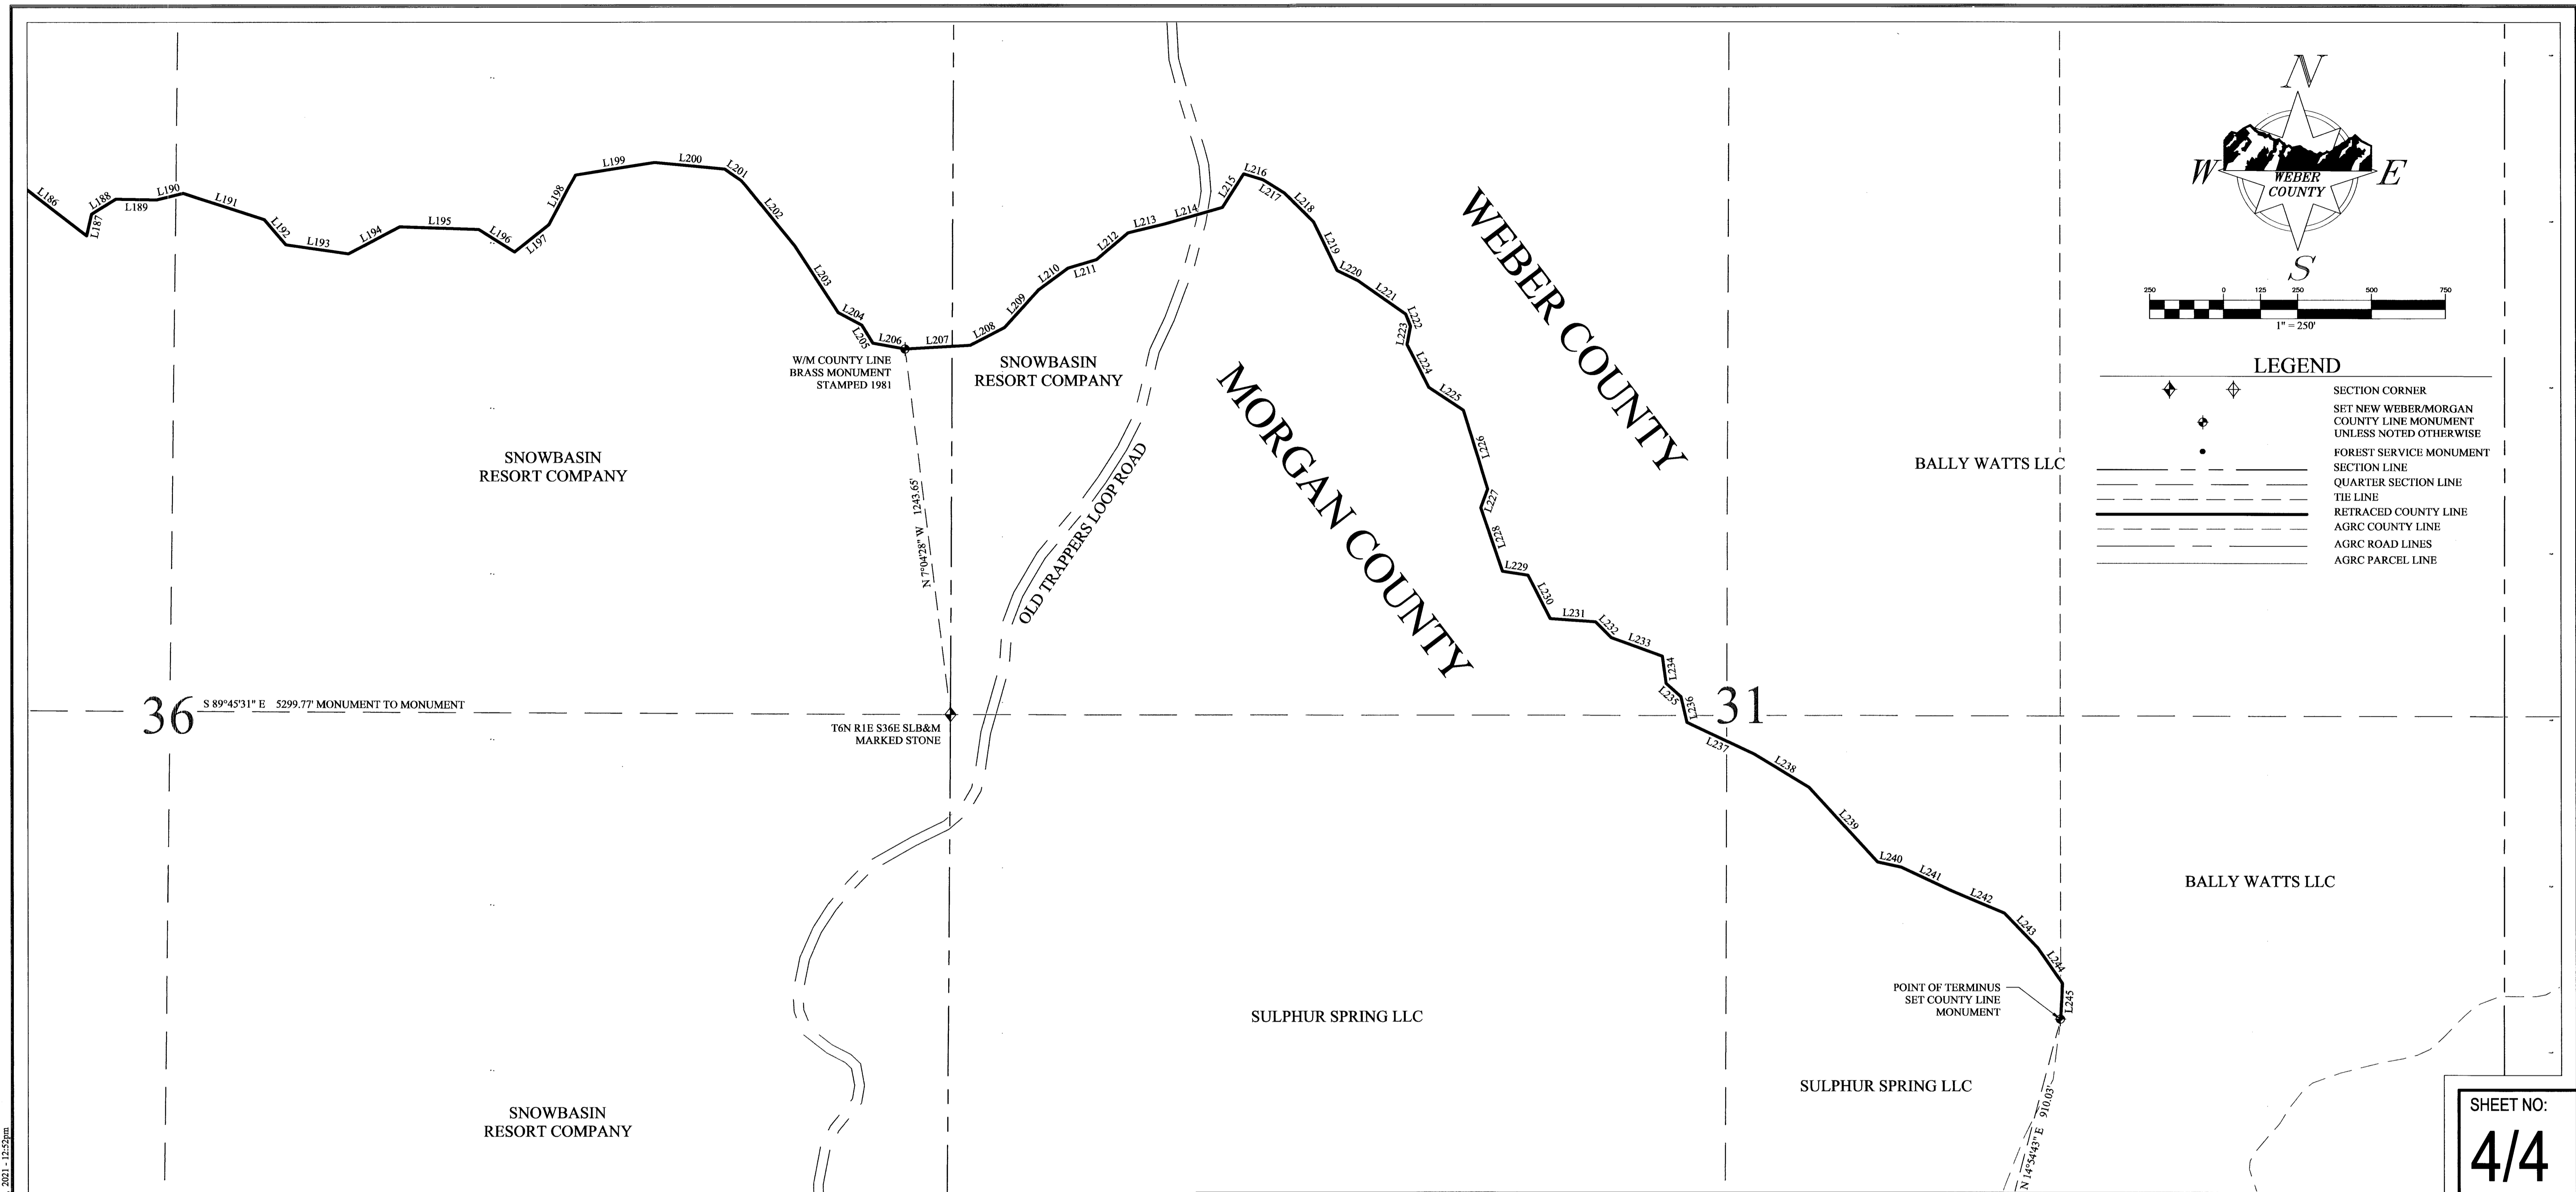 L186
L187
L188
L189
L190
L191
L192
L193
L194
L195
L196
L197
L198
L199
L200
L201
L202
L203
L204
L205
L206
L207
L208
L209
L210
L211
L212
L213
L214
L215
L216
L217
L218
L219
L220
L221
L222
L223
L224
L225
L226
L227
L228
L229
L230
L231
L232
L233
L234
L235
L236
L237
L238
L239
L240
L241
L242
L243
L244
L245
W/M COUNTY LINE
BRASS MONUMENT
STAMPED 1981
SNOWBASIN
RESORT COMPANY
SNOWBASIN
RESORT COMPANY
N 7°04'28" W 1243.65'
OLD TRAPPERS LOOP ROAD
WEBER COUNTY
MORGAN COUNTY
BALLY WATTS LLC
36
S 89°45'31" E 5299.77' MONUMENT TO MONUMENT
T6N R1E S36E SLB&M
MARKED STONE
31
BALLY WATTS LLC
POINT OF TERMINUS
SET COUNTY LINE
MONUMENT
SULPHUR SPRING LLC
SULPHUR SPRING LLC
N 14°54'43" E 910.03'
SNOWBASIN
RESORT COMPANY
N
W
E
S
WEBER
COUNTY
250 0 125 250 500 750
1" = 250'
LEGEND
SECTION CORNER
SET NEW WEBER/MORGAN
COUNTY LINE MONUMENT
UNLESS NOTED OTHERWISE
FOREST SERVICE MONUMENT
SECTION LINE
QUARTER SECTION LINE
TIE LINE
RETRACED COUNTY LINE
AGRC COUNTY LINE
AGRC ROAD LINES
AGRC PARCEL LINE
SHEET NO:
4/4
, 2021 - 12:52pm